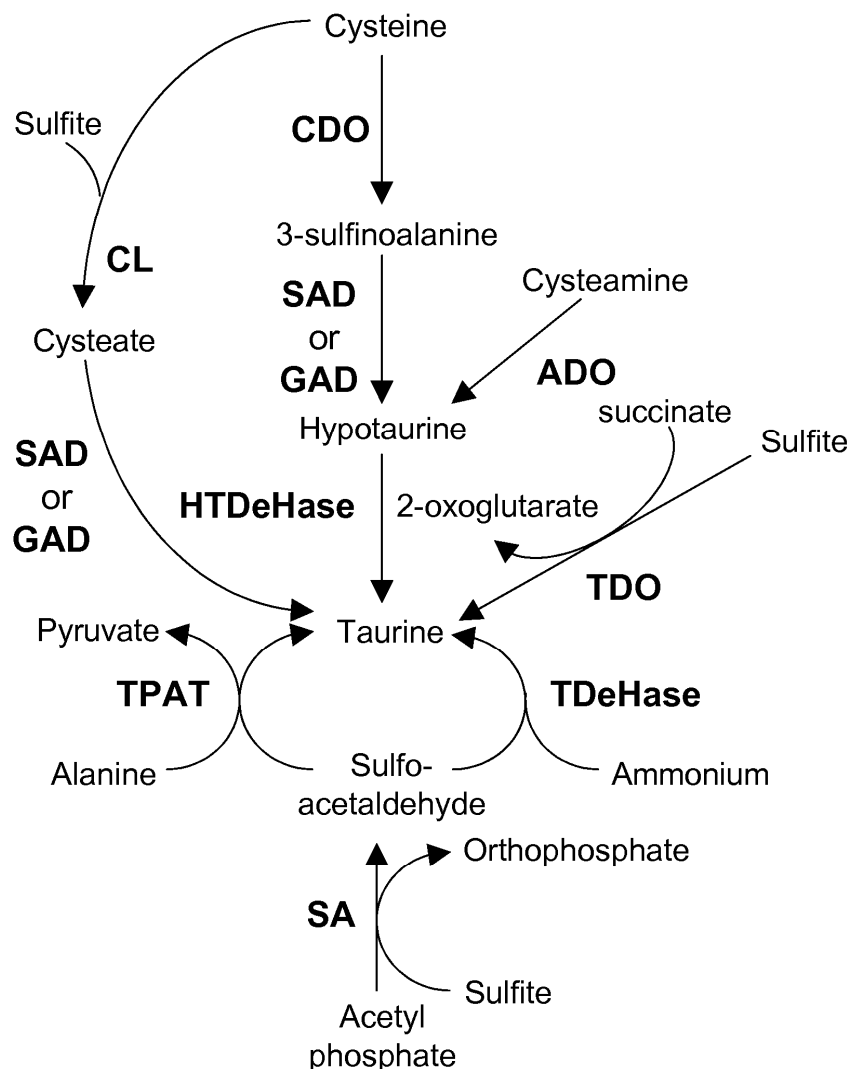 Cysteine
Sulfite
CDO
3-sulfinoalanine
CL
Cysteamine
SAD
or
GAD
Cysteate
ADO
succinate
Hypotaurine
Sulfite
SAD
or
GAD
HTDeHase
2-oxoglutarate
TDO
Pyruvate
Taurine
TPAT
TDeHase
Alanine
Sulfo-
acetaldehyde
Ammonium
Orthophosphate
SA
Sulfite
Acetyl
phosphate